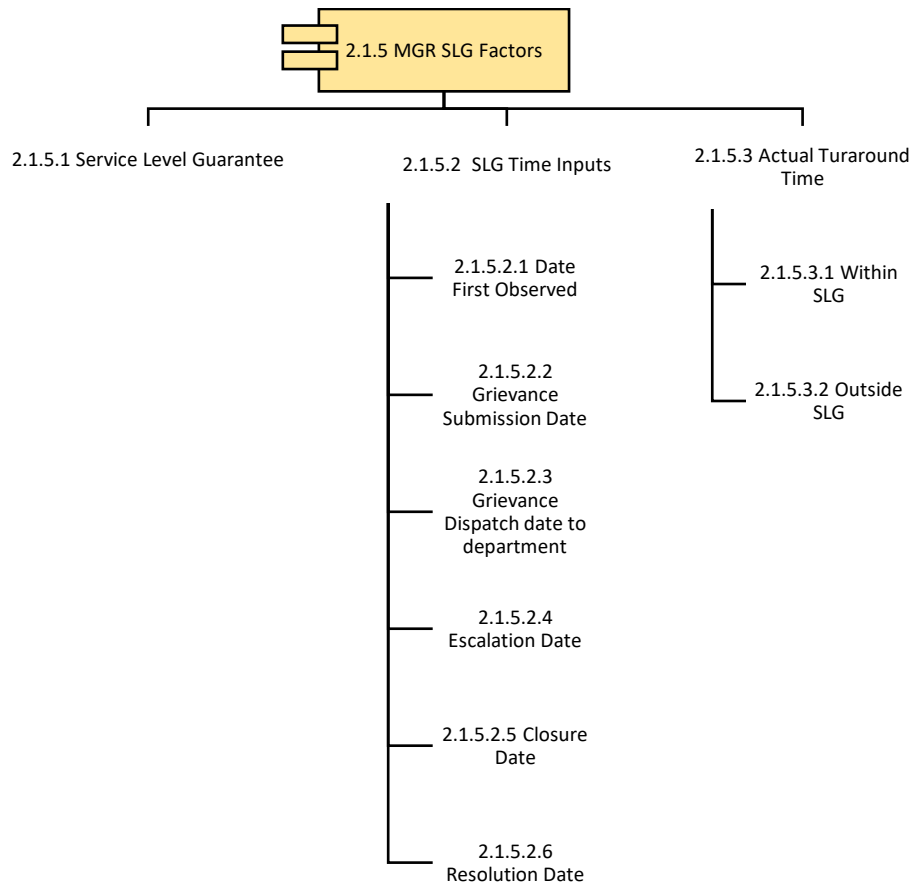 2.1.5 MGR SLG Factors
2.1.5.1 Service Level Guarantee
2.1.5.2 SLG Time Inputs
2.1.5.3 Actual Turaround
Time
2.1.5.2.1 Date
First Observed
2.1.5.2.2
Grievance
Submission Date
2.1.5.2.3
Grievance
Dispatch date to
department
2.1.5.2.4
Escalation Date
2.1.5.2.5 Closure
Date
2.1.5.2.6
Resolution Date
2.1.5.3.1 Within
SLG
2.1.5.3.2 Outside
SLG